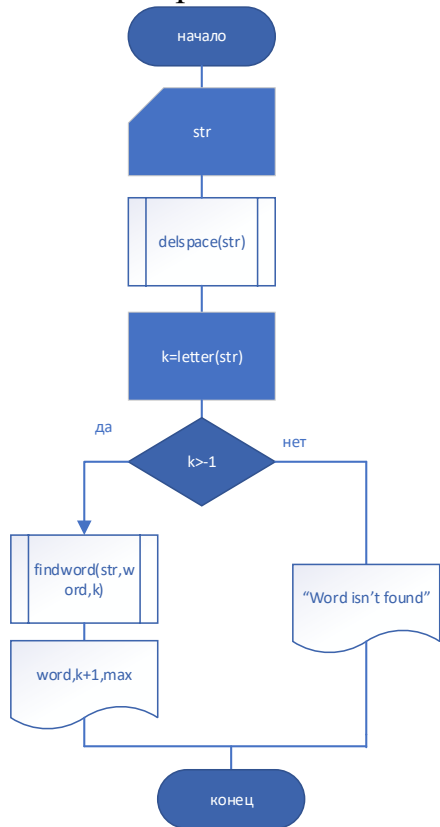 начало
str
delspace(str)
k=letter(str)
да
нет
k>-1
findword(str,w
ord,k)
"Word isn't found"
word,k+1,max
конец